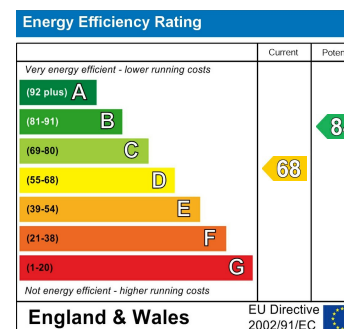 Energy Efficiency Rating
Current
Very energy efficient - lower running costs
(92 plus) A
(81-91) B
(69-80) C
(55-68) D
(39-54) E
(21-38) F
(1-20) G
68
Not energy efficient - higher running costs
England & Wales
EU Directive
2002/91/EC